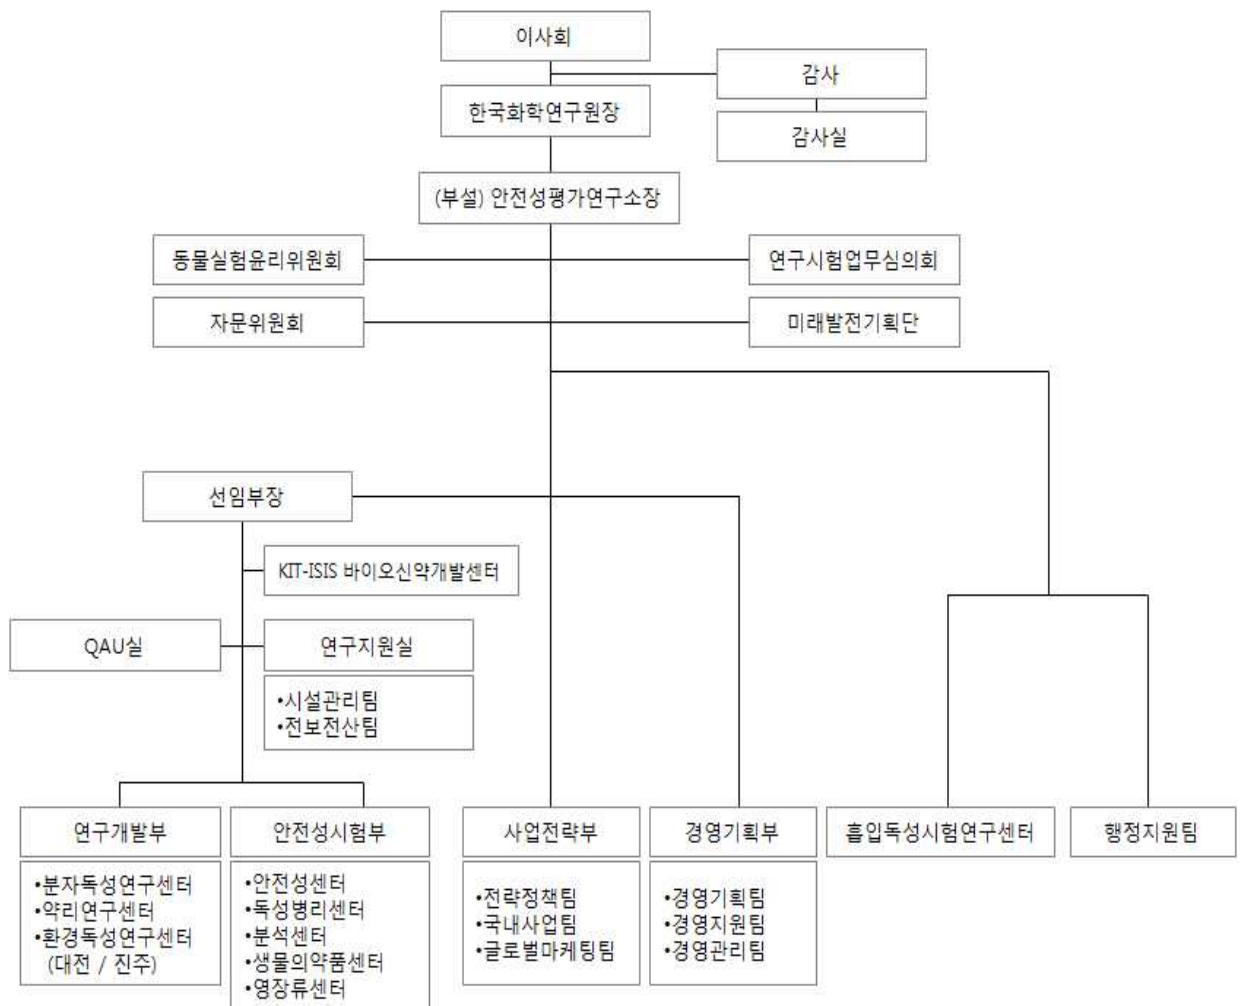 이사회
감사
한국화학연구원장
감사실
(부설) 안전성평가연구소장
동물실험윤리위원회
연구시험업무심의회
자문위원회
미래발전기획단
선임부장
KIT-ISIS 바이오신약개발센터
QAU실
연구지원실
•시설관리팀
•전보전산팀
연구개발부
•분자독성연구센터
•약리연구센터
•환경독성연구센터
(대전 / 진주)
안전성시험부
•안전성센터
•독성병리센터
•분석센터
•생물의약품센터
•영장류센터
사업전략부
•전략정책팀
•국내사업팀
•글로벌마케팅팀
경영기획부
•경영기획팀
•경영지원팀
•경영관리팀
흡입독성시험연구센터
행정지원팀